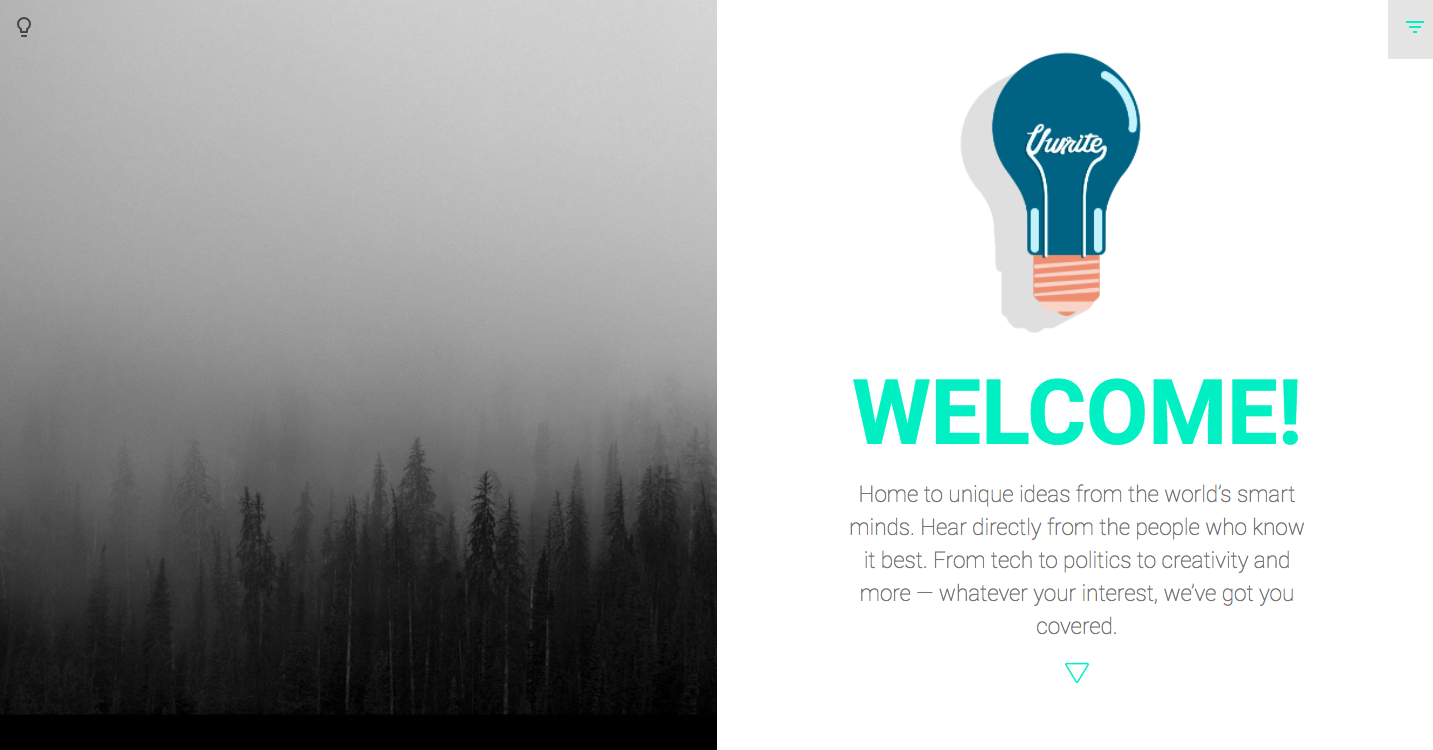 Uwrite
WELCOME!
Home to unique ideas from the world's smart
minds. Hear directly from the people who know
it best. From tech to politics to creativity and
more — whatever your interest, we've got you
covered.